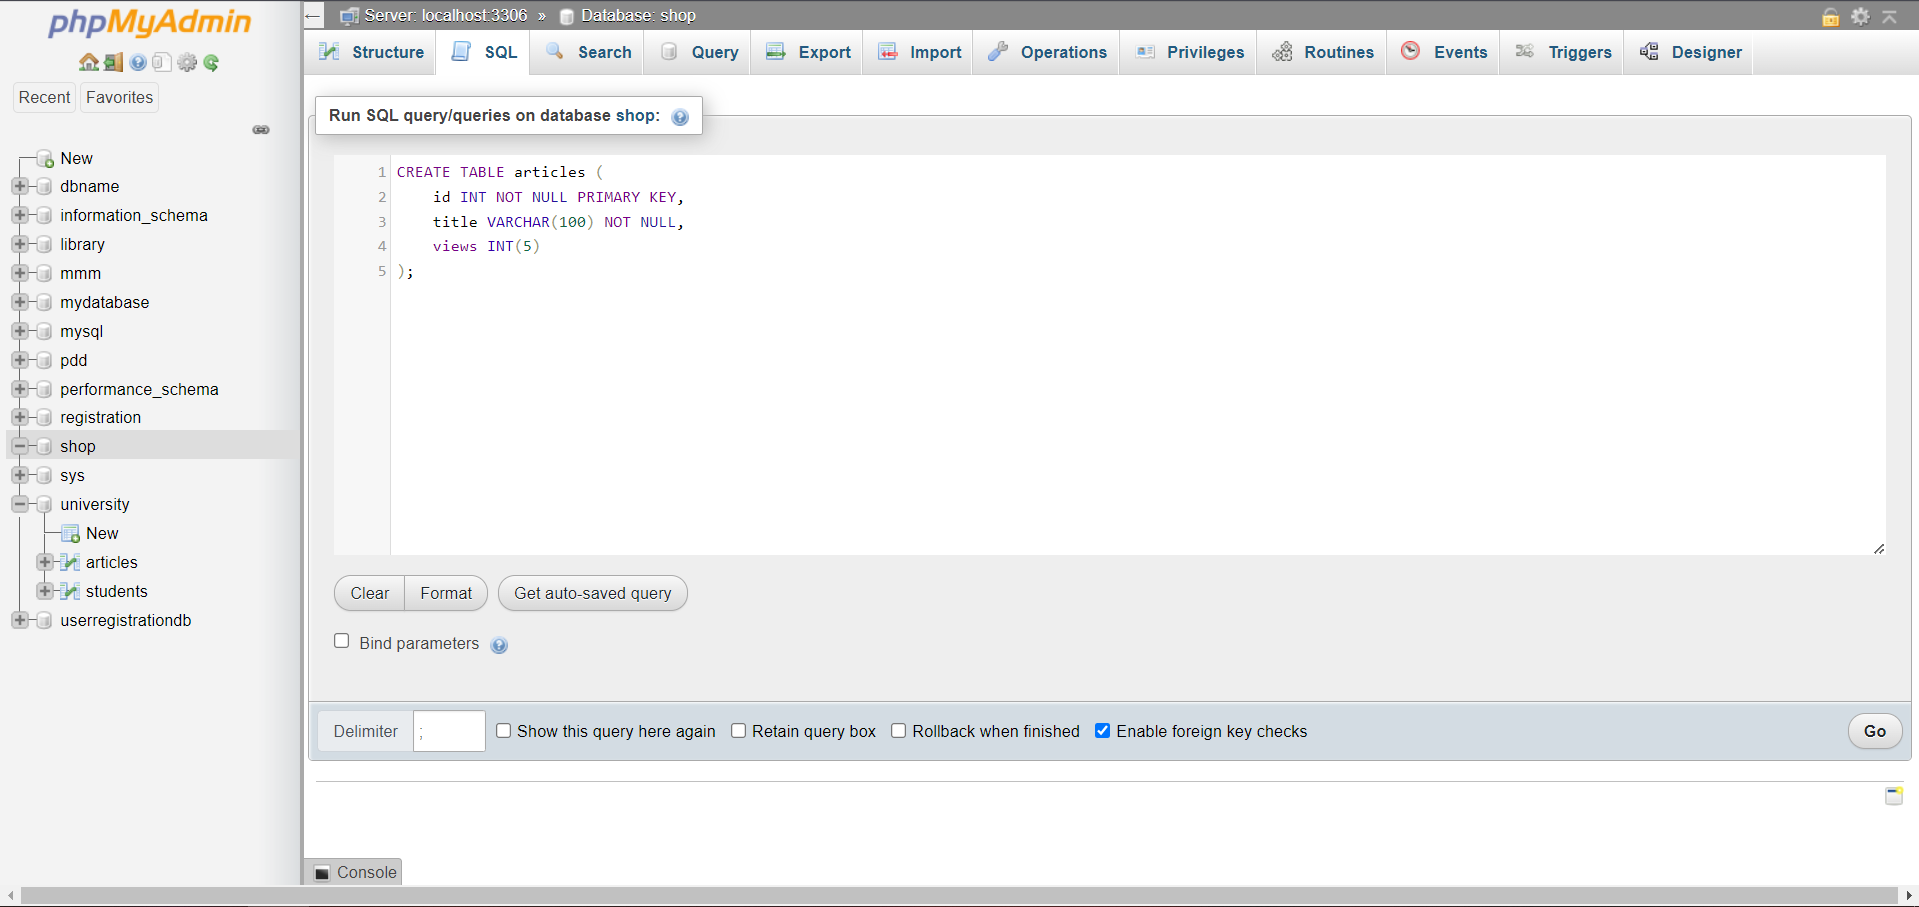 phpMyAdmin
Recent Favorites
New
dbname
information_schema
library
mmm
mydatabase
mysql
pdd
performance_schema
registration
shop
sys
university
New
articles
students
userregistrationdb
Server: localhost:3306 » Database: shop
Structure SQL Search Query Export Import Operations Privileges Routines Events Triggers Designer
Run SQL query/queries on database shop:
1 CREATE TABLE articles (
2 id INT NOT NULL PRIMARY KEY,
3 title VARCHAR(100) NOT NULL,
4 views INT(5)
5 );
Clear Format Get auto-saved query
Bind parameters
Delimiter ; Show this query here again Retain query box Rollback when finished Enable foreign key checks Go
Console